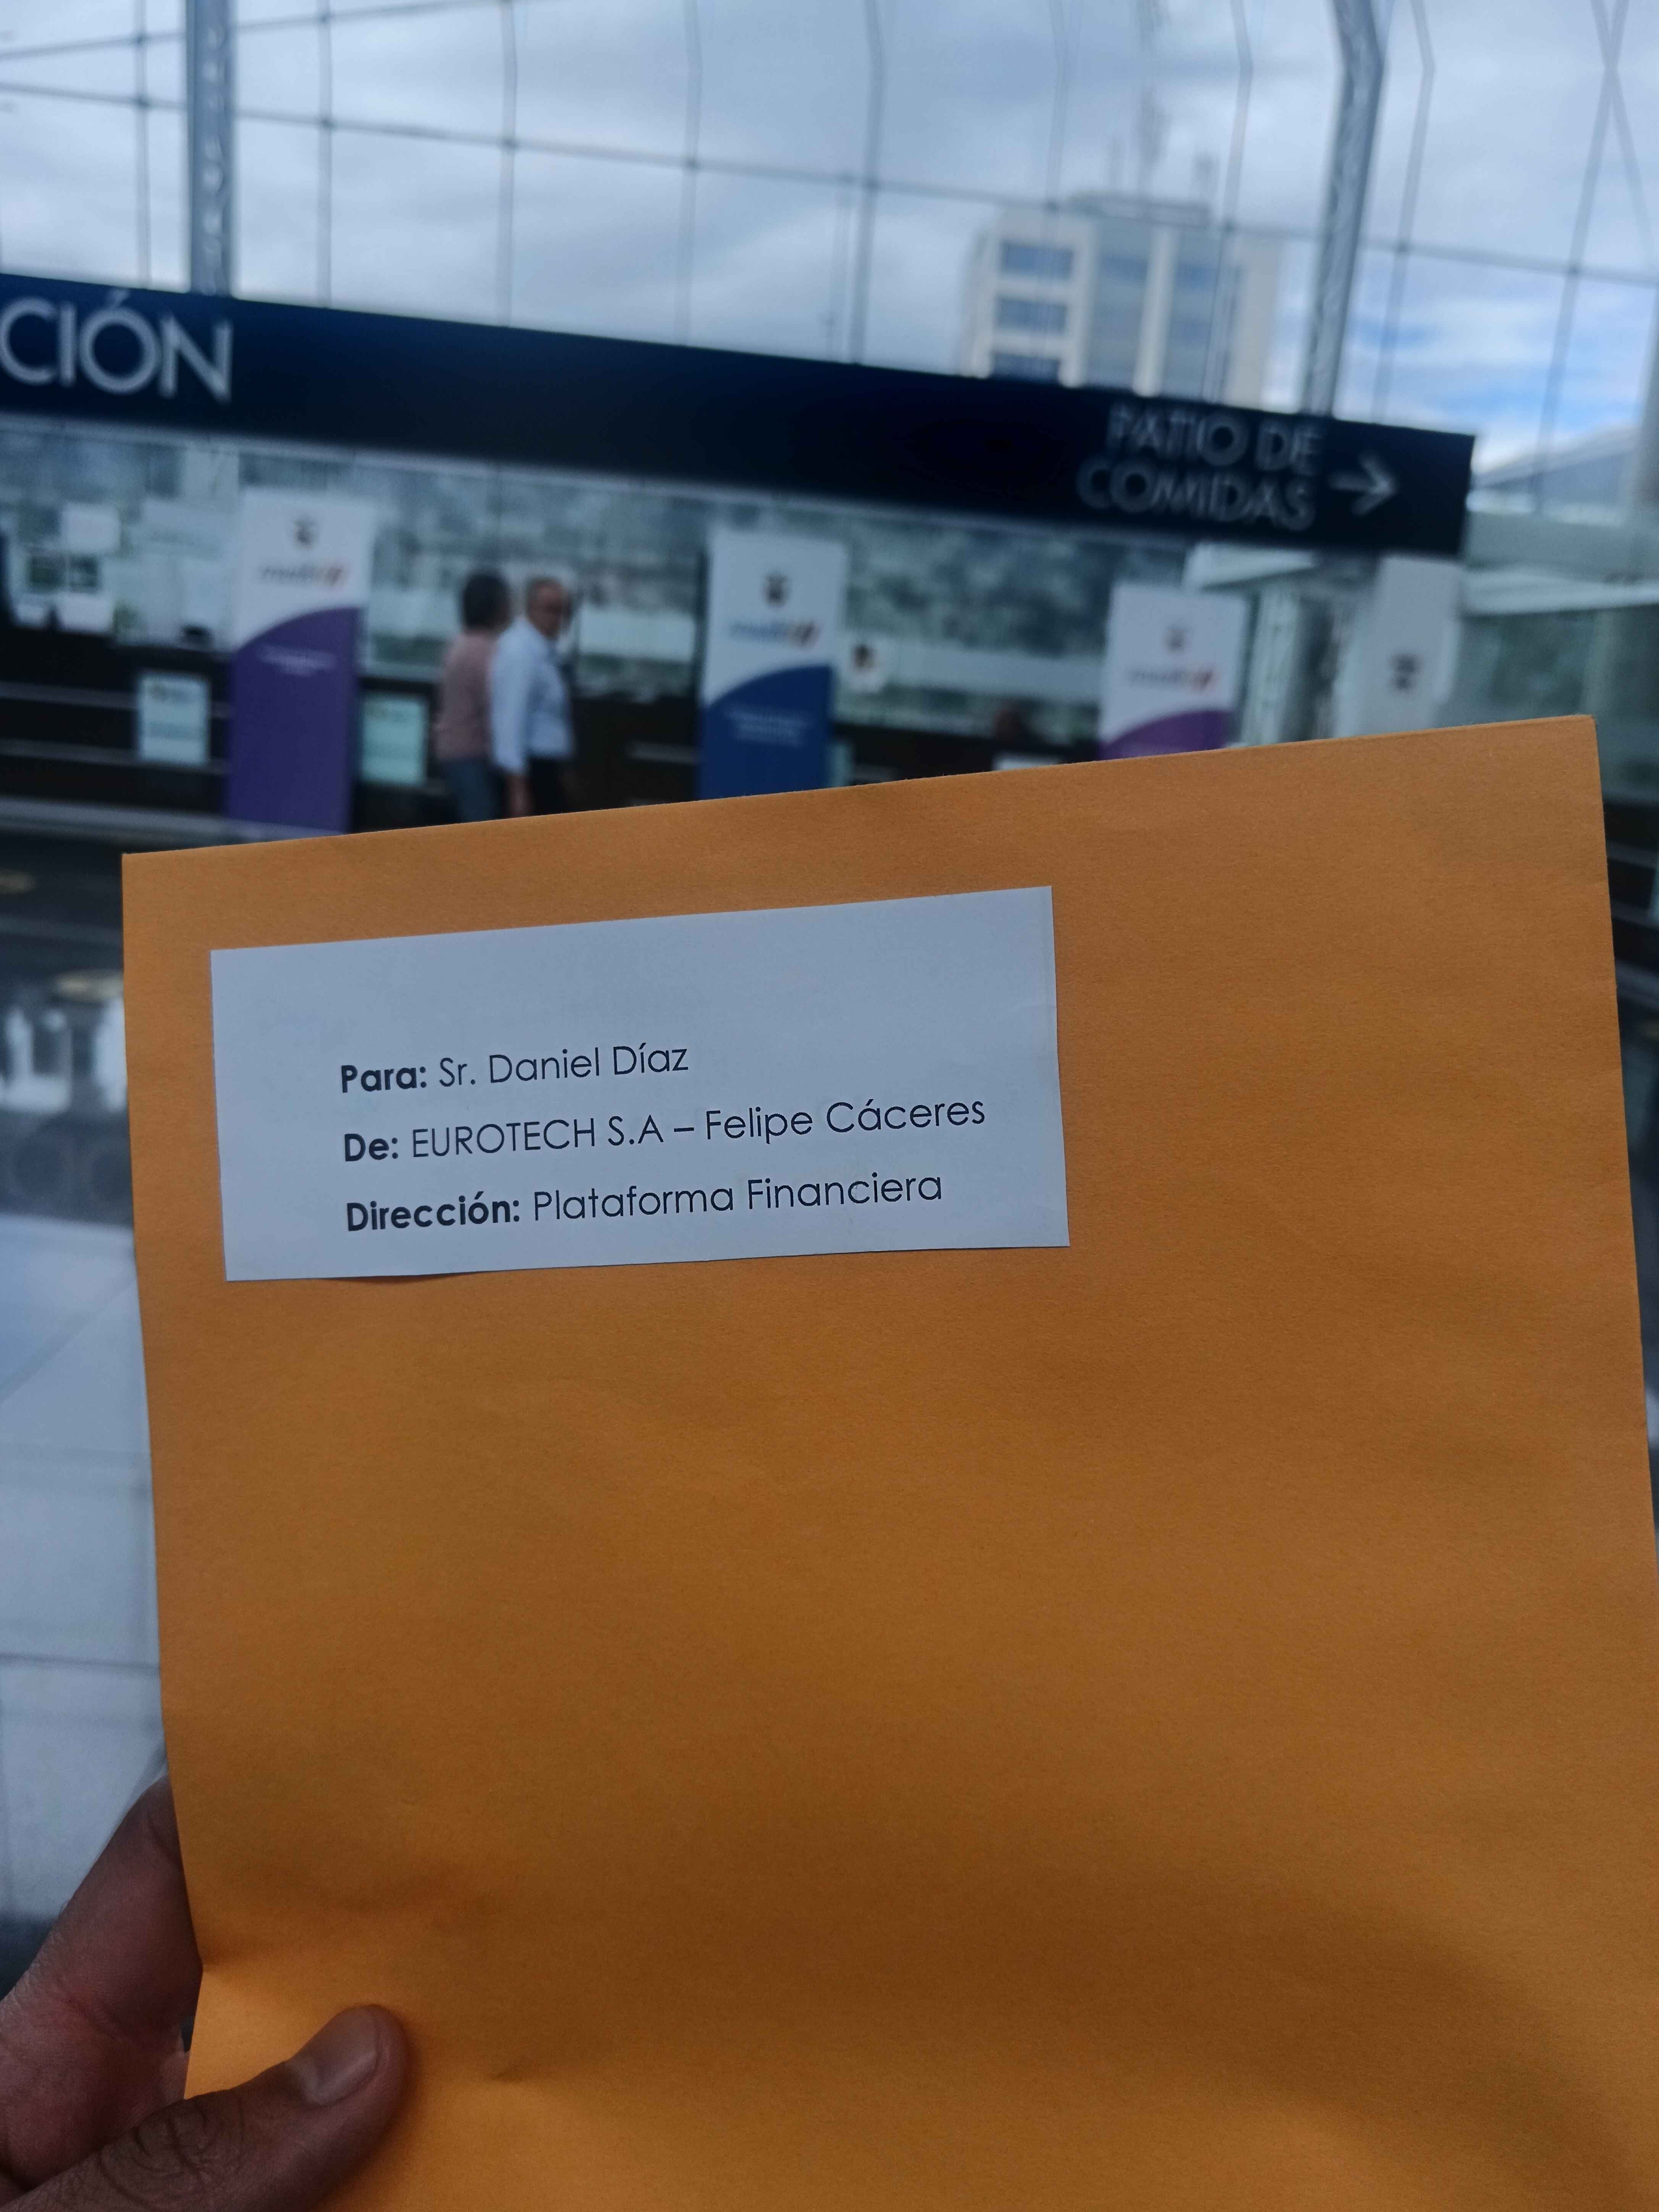 CIÓN
PATIO DE
COMIDAS
Para: Sr. Daniel Díaz
De: EUROTECH S.A – Felipe Cáceres
Dirección: Plataforma Financiera